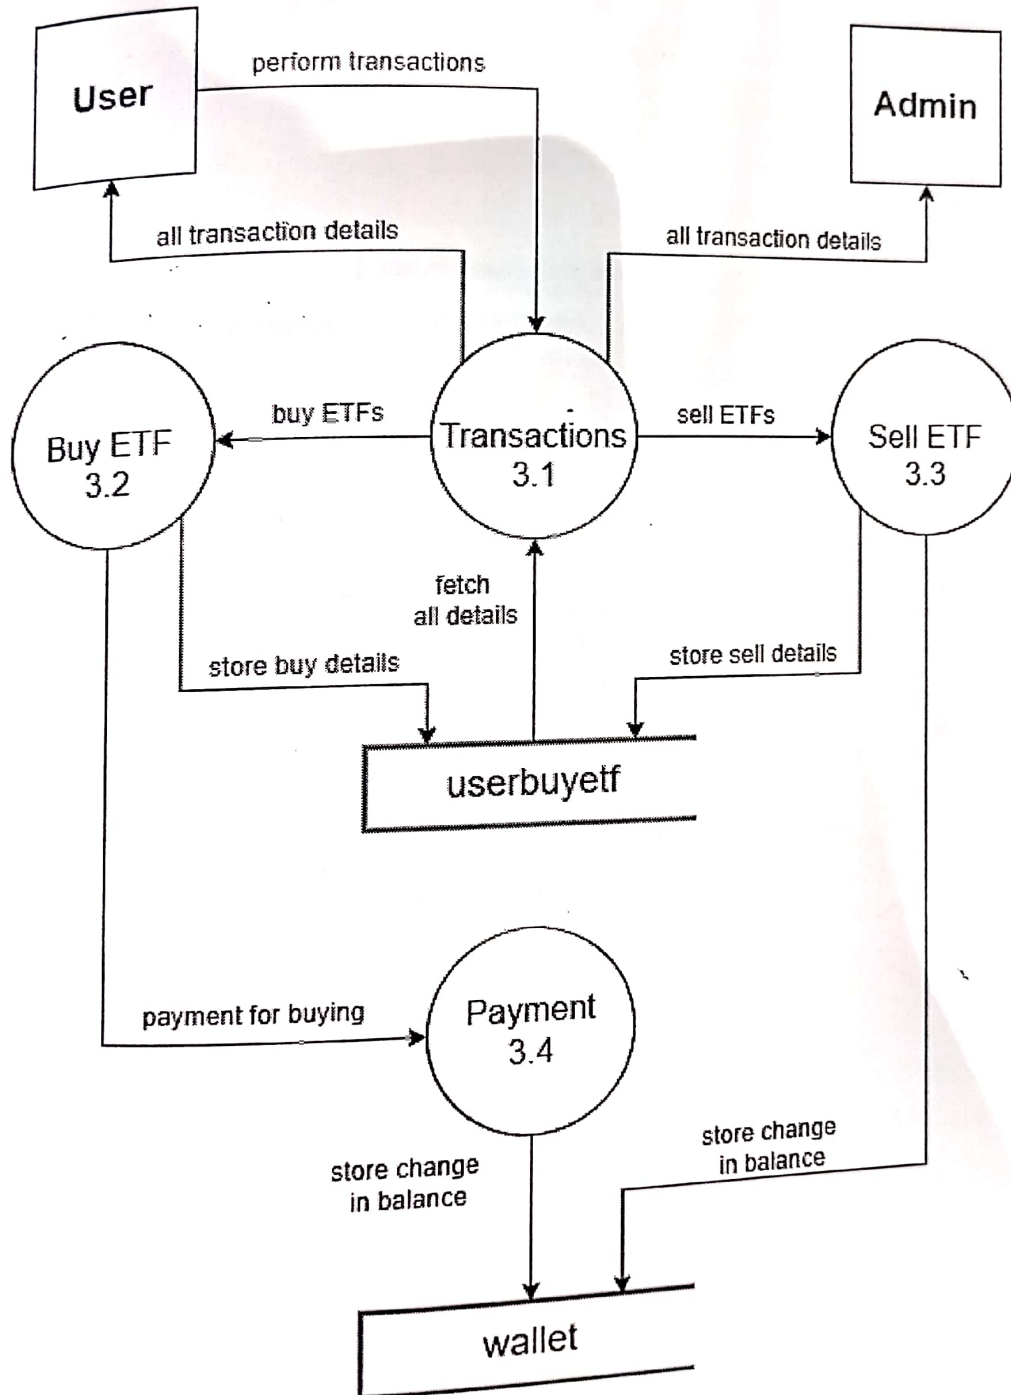 perform transactions
User
Admin
all transaction details
all transaction details
buy ETFs
sell ETFs
Buy ETF
3.2
Transactions
3.1
Sell ETF
3.3
fetch
all details
store buy details
store sell details
userbuyetf
payment for buying
Payment
3.4
store change
in balance
store change
in balance
wallet